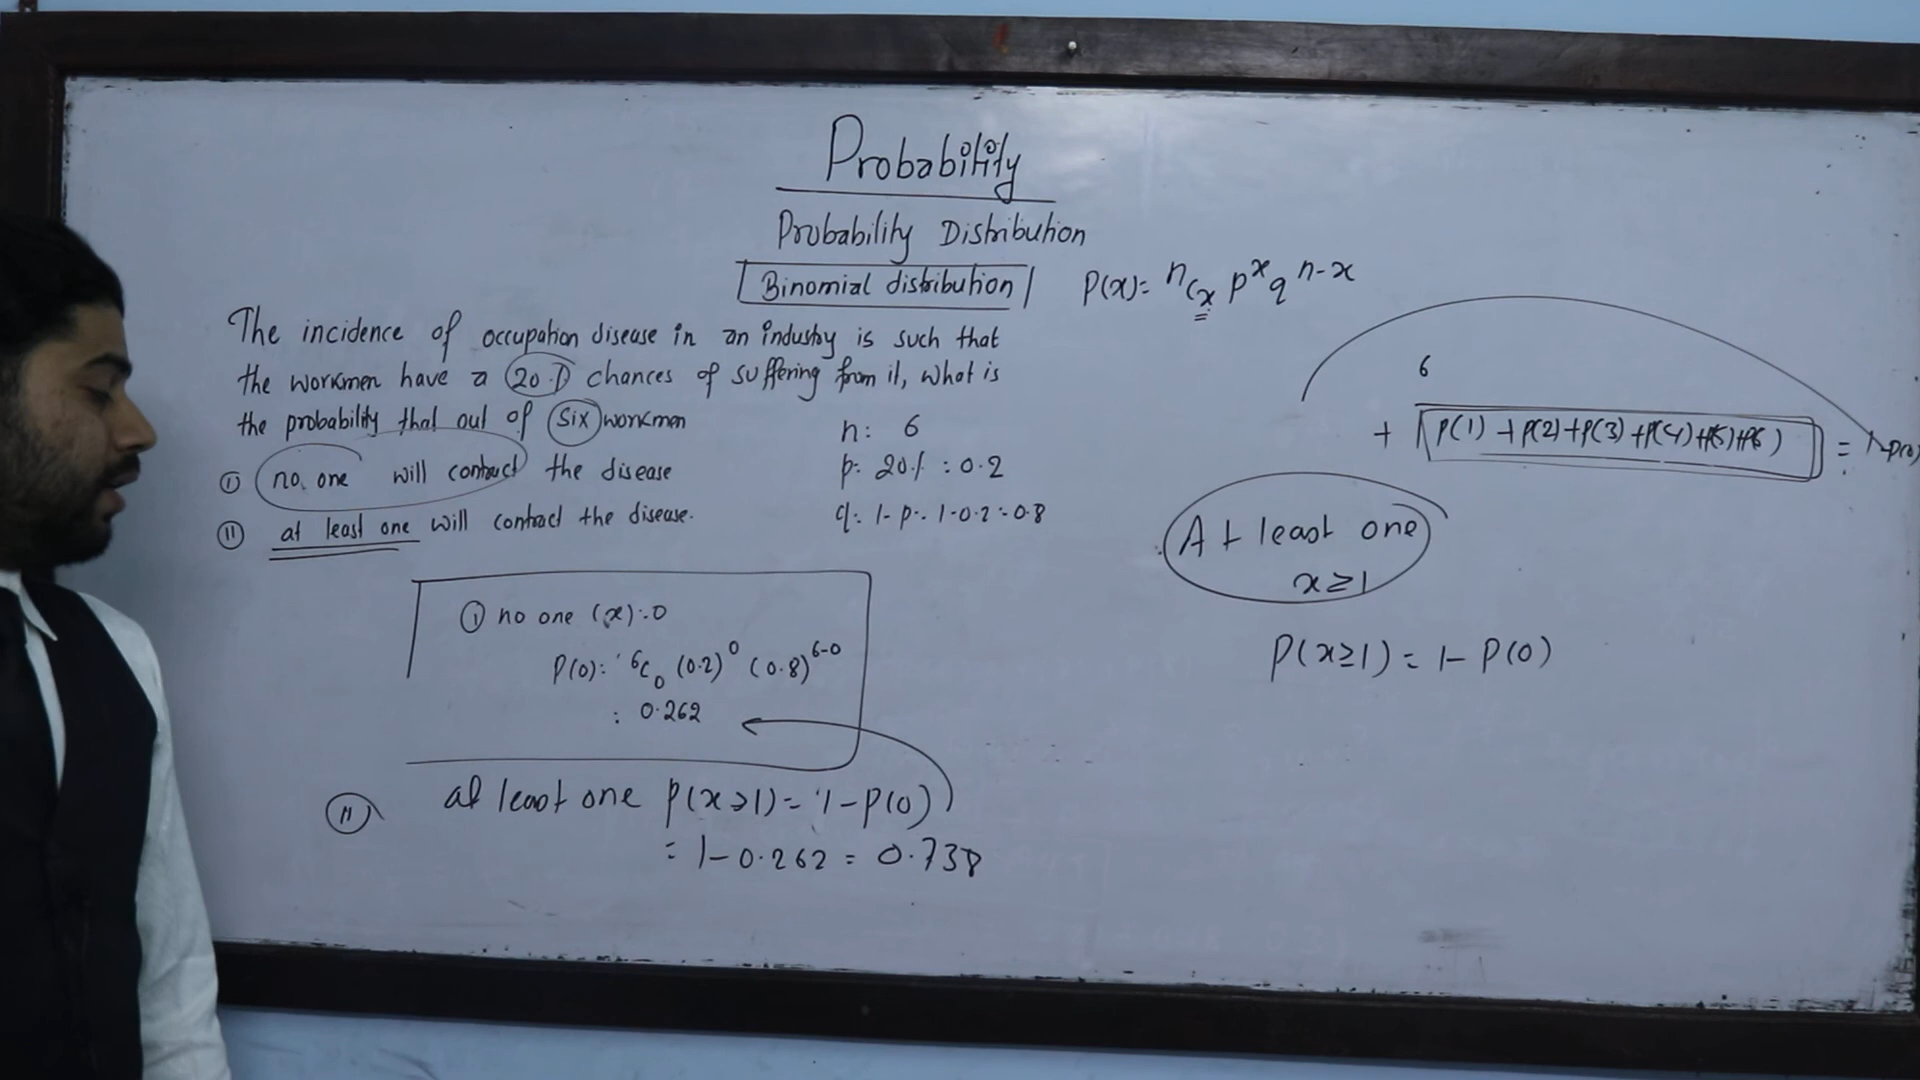 Probability
Probability Distribution
Binomial distribution
P(x)= nCx p^x q^n-x
The incidence of occupation disease in an industry is such that
the workmen have a 20% chances of suffering from it, what is
the probability that out of six workmen
(i) no one will contract the disease
(ii) at least one will contract the disease.
n: 6
p: 20% : 0.2
q: 1-p: 1-0.2: 0.8
(i) no one (x): 0
P(0): 6C0 (0.2)^0 (0.8)^6-0
: 0.262
(ii) at least one P(x≥1)= 1-P(0)
= 1-0.262 = 0.738
6
+ P(1)+P(2)+P(3)+P(4)+P(5)+P6) = 1-P(0)
At least one
x≥1
P(x≥1) = 1- P(0)